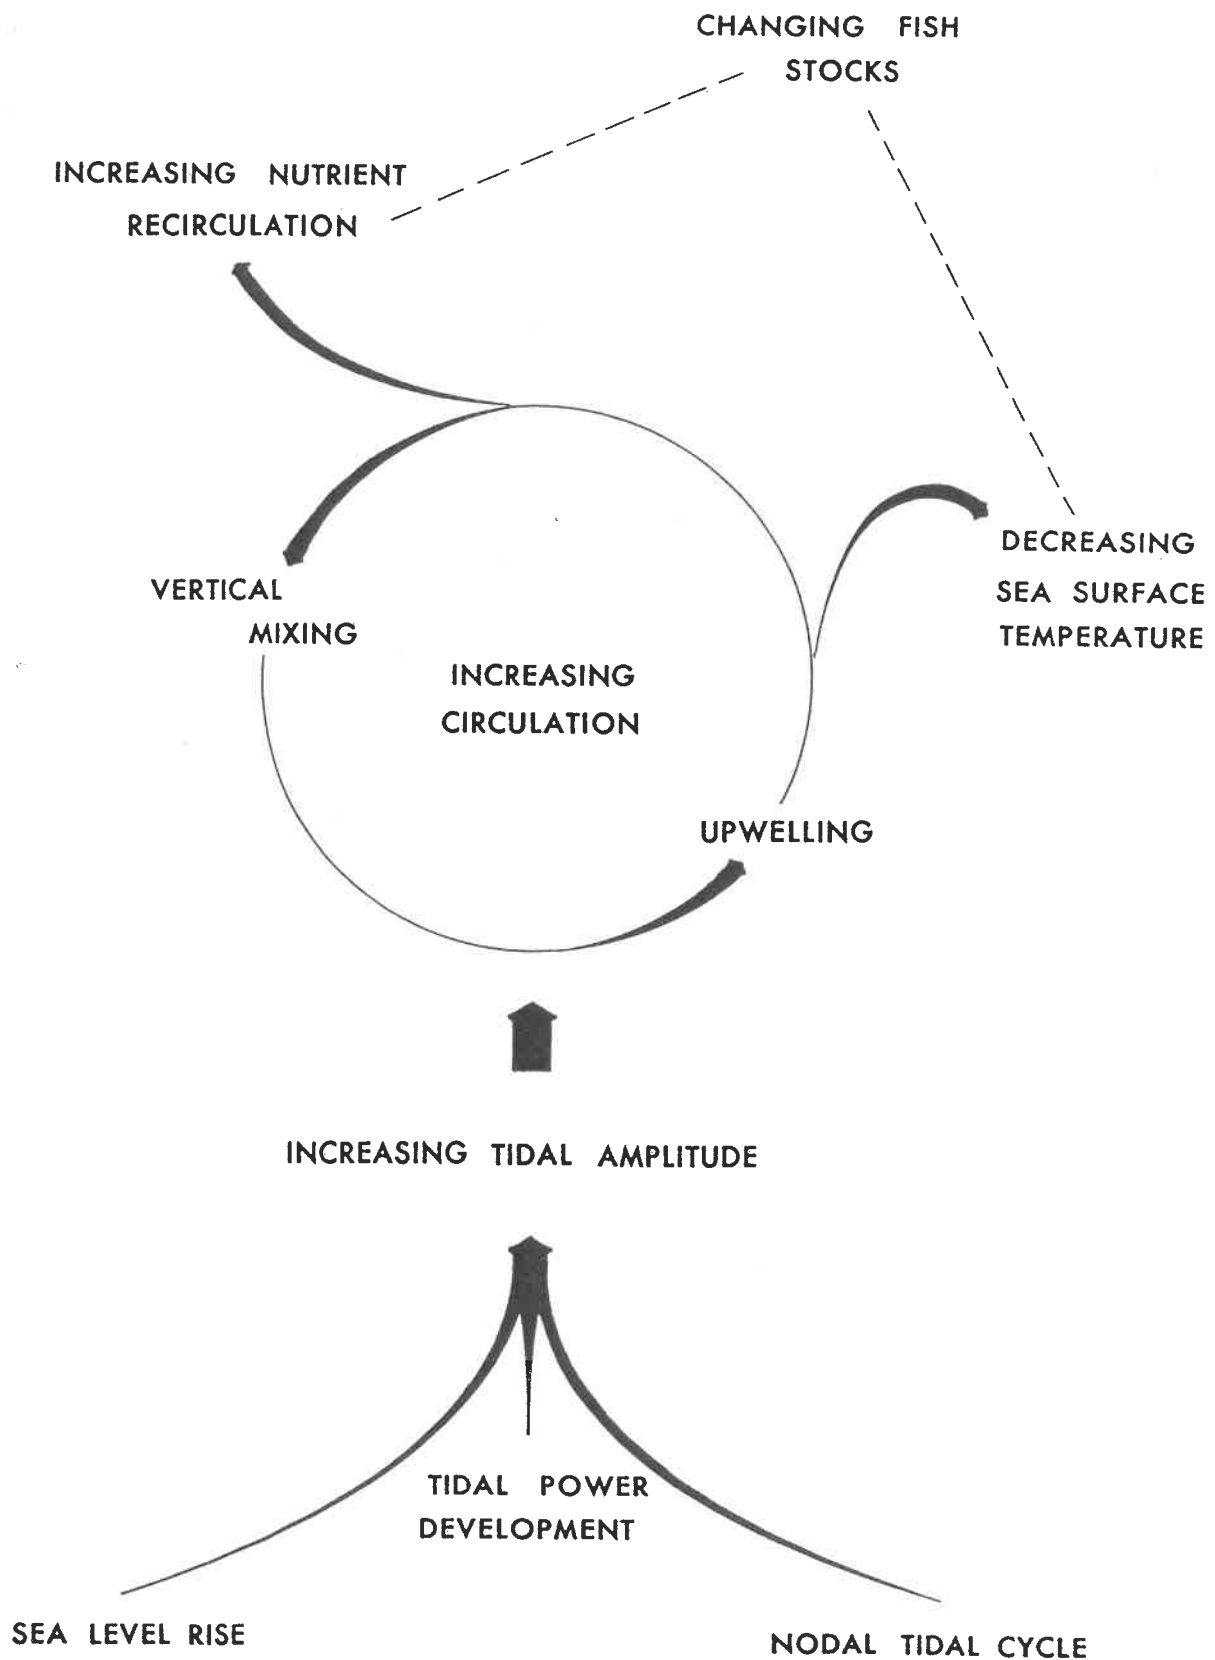 CHANGING FISH
STOCKS
INCREASING NUTRIENT
RECIRCULATION
DECREASING
SEA SURFACE
TEMPERATURE
VERTICAL
MIXING
INCREASING
CIRCULATION
UPWELLING
INCREASING TIDAL AMPLITUDE
TIDAL POWER
DEVELOPMENT
SEA LEVEL RISE
NODAL TIDAL CYCLE